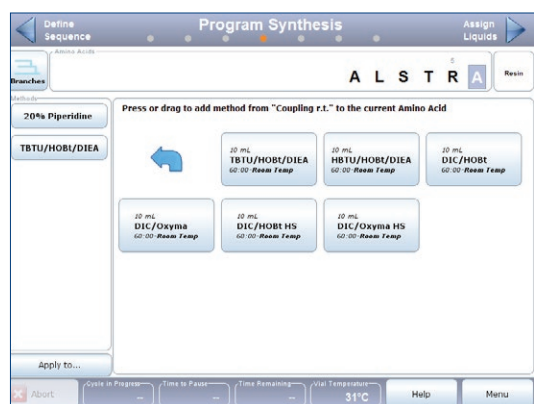 Define
Sequence
Program Synthesis
Assign
Liquids
Amino Acids
Branches
5
A L S T R A
Resin
Methods
20% Piperidine
TBTU/HOBt/DIEA
Press or drag to add method from "Coupling r.t." to the current Amino Acid
10 mL
TBTU/HOBt/DIEA
60:00-Room Temp
10 mL
HBTU/HOBt/DIEA
60:00-Room Temp
10 mL
DIC/HOBt
60:00-Room Temp
10 mL
DIC/Oxyma
60:00-Room Temp
10 mL
DIC/HOBt HS
60:00-Room Temp
10 mL
DIC/Oxyma HS
60:00-Room Temp
Apply to...
Abort
Cycle in Progress
--
Time to Pause
--
Time Remaining
--
Vial Temperature
31°C
Help
Menu